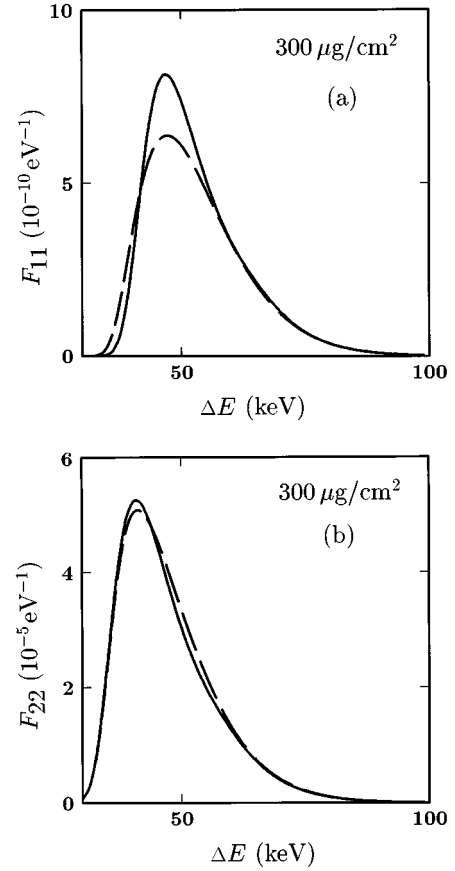 10
300 μg/cm²
(a)
5
F₁₁ (10⁻¹⁰eV⁻¹)
0
50
100
ΔE (keV)
6
300 μg/cm²
(b)
4
F₂₂ (10⁻⁵eV⁻¹)
2
0
50
100
ΔE (keV)